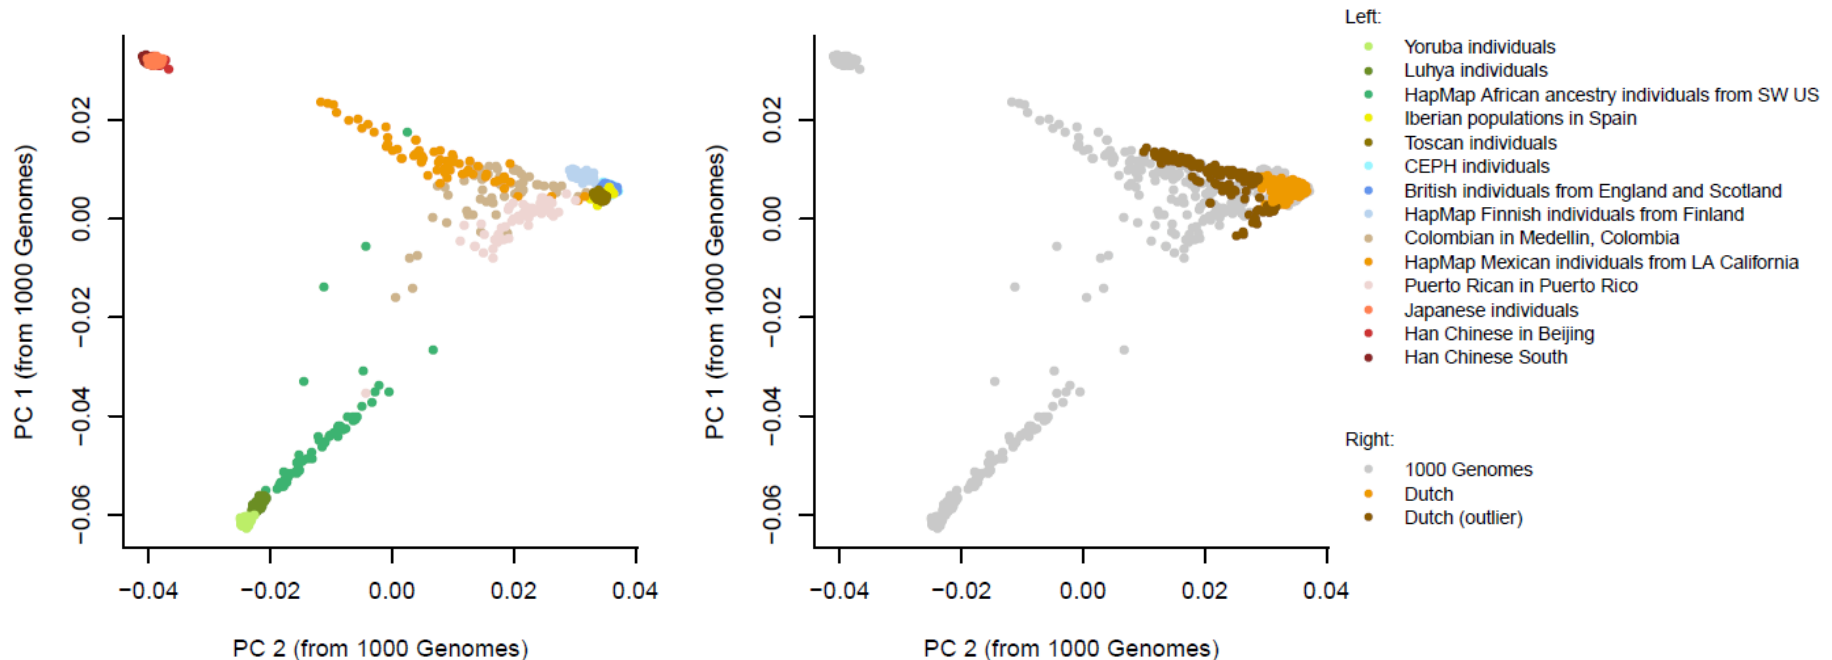 PC 1 (from 1000 Genomes)
0.02
0.00
−0.02
−0.04
−0.06
−0.04
−0.02
0.00
0.02
0.04
PC 2 (from 1000 Genomes)
PC 1 (from 1000 Genomes)
0.02
0.00
−0.02
−0.04
−0.06
−0.04
−0.02
0.00
0.02
0.04
PC 2 (from 1000 Genomes)
Left:
Yoruba individuals
Luhya individuals
HapMap African ancestry individuals from SW US
Iberian populations in Spain
Toscan individuals
CEPH individuals
British individuals from England and Scotland
HapMap Finnish individuals from Finland
Colombian in Medellin, Colombia
HapMap Mexican individuals from LA California
Puerto Rican in Puerto Rico
Japanese individuals
Han Chinese in Beijing
Han Chinese South
Right:
1000 Genomes
Dutch
Dutch (outlier)